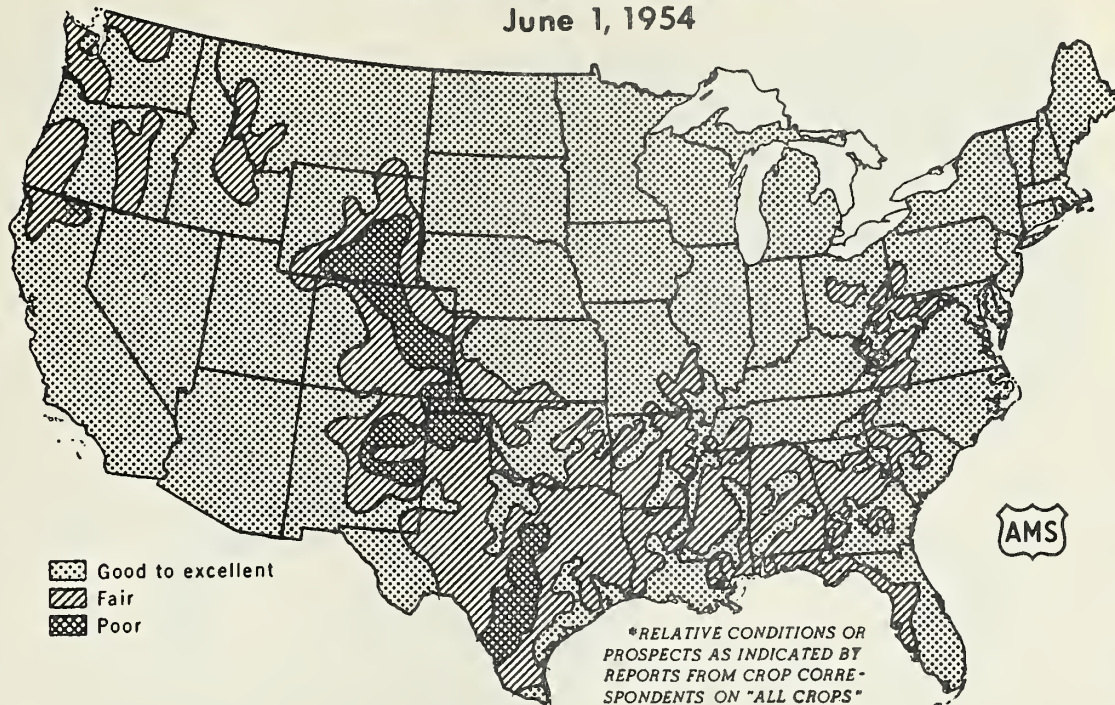 June 1, 1954
AMS
Good to excellent
Fair
Poor
*RELATIVE CONDITIONS OR
PROSPECTS AS INDICATED BY
REPORTS FROM CROP CORRE-
SPONDENTS ON "ALL CROPS"